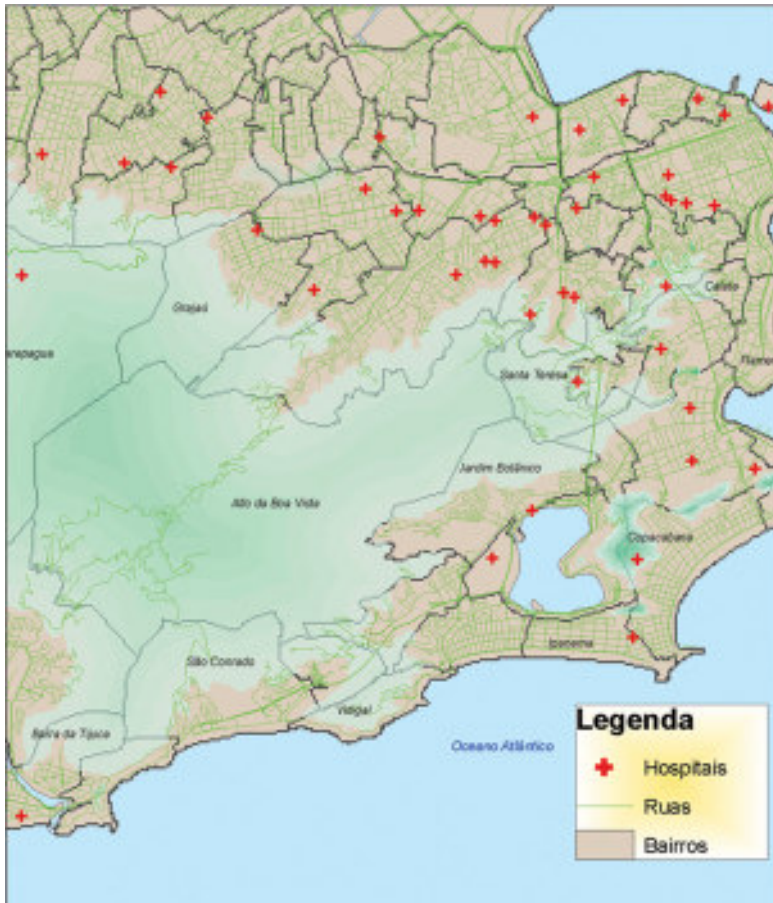 Grajaú
Catete
Santa Teresa
Jardim Botânico
Alto da Boa Vista
Copacabana
Ipanema
São Conrado
Vidigal
Barra da Tijuca
Oceano Atlântico
Legenda
Hospitais
Ruas
Bairros